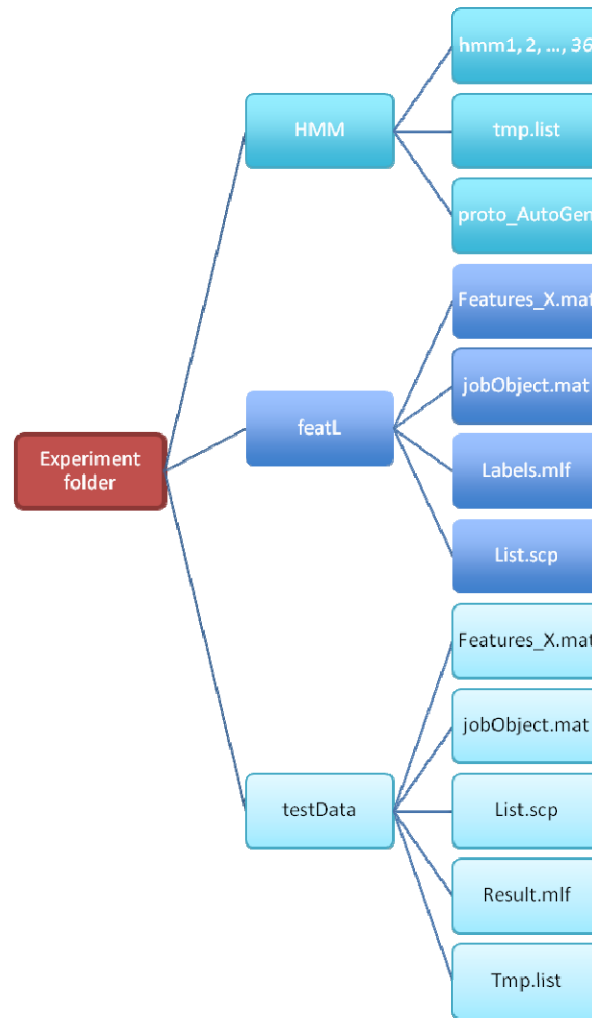 hmm1, 2, ..., 36
HMM
tmp.list
proto_AutoGen
Features_X.mat
jobObject.mat
featL
Labels.mlf
Experiment
folder
List.scp
Features_X.mat
jobObject.mat
testData
List.scp
Result.mlf
Tmp.list